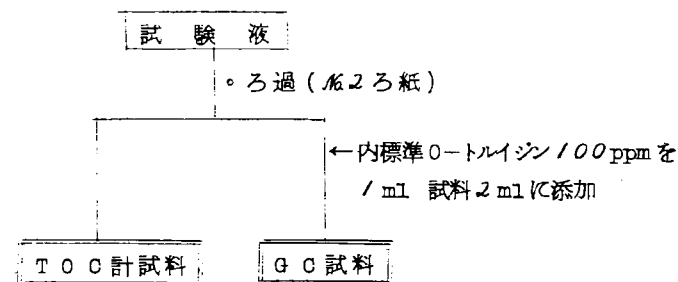 試 験 液
。ろ過(№2ろ紙)
←内標準O-トルイジン100ppmを
1ml 試料2mlに添加
TOC計試料
GC試料